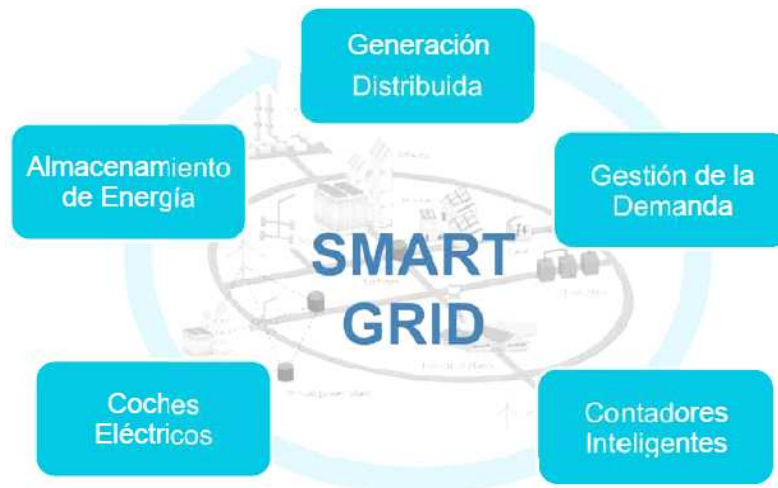 Generación
Distribuida
Almacenamiento
de Energía
Gestión de la
Demanda
SMART
GRID
Coches
Eléctricos
Contadores
Inteligentes